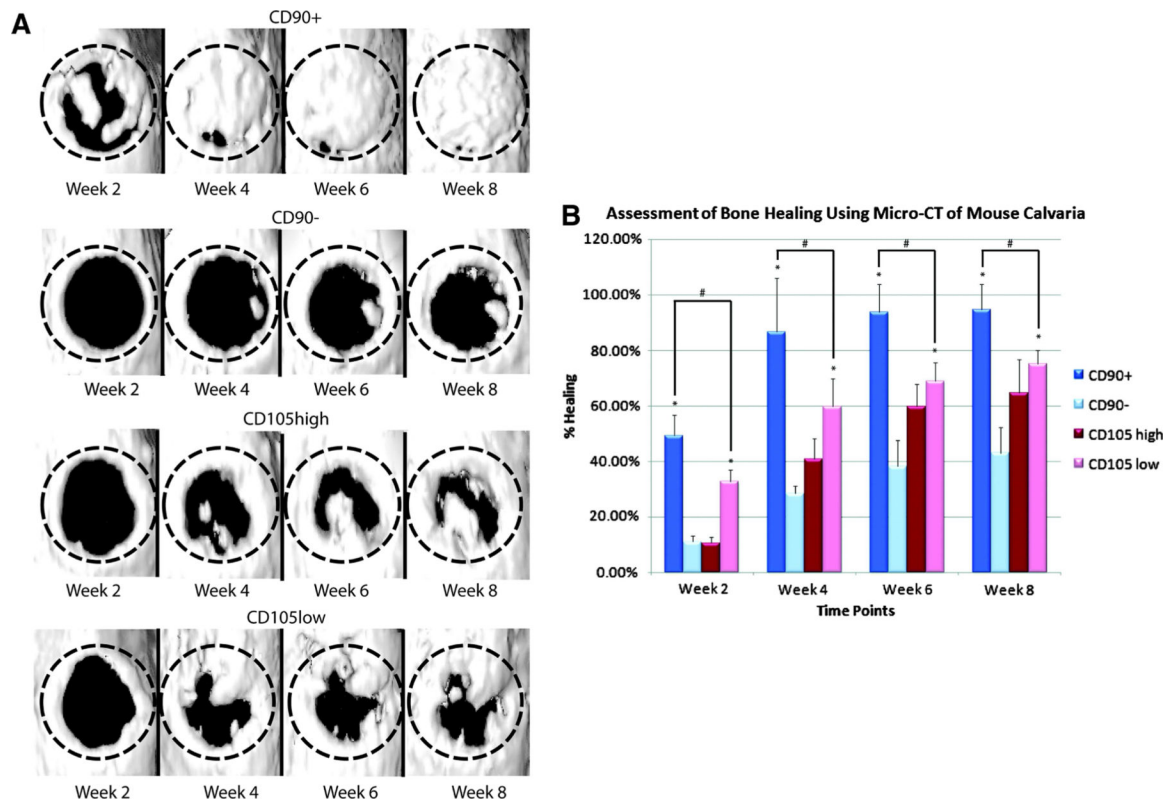 A
CD90+
Week 2 Week 4 Week 6 Week 8
CD90-
Week 2 Week 4 Week 6 Week 8
CD105high
Week 2 Week 4 Week 6 Week 8
CD105low
Week 2 Week 4 Week 6 Week 8
B
Assessment of Bone Healing Using Micro-CT of Mouse Calvaria
120.00%
100.00%
80.00%
60.00%
40.00%
20.00%
0.00%
% Healing
* # *
* # *
* # *
* # *
Week 2 Week 4 Week 6 Week 8
Time Points
CD90+
CD90-
CD105 high
CD105 low